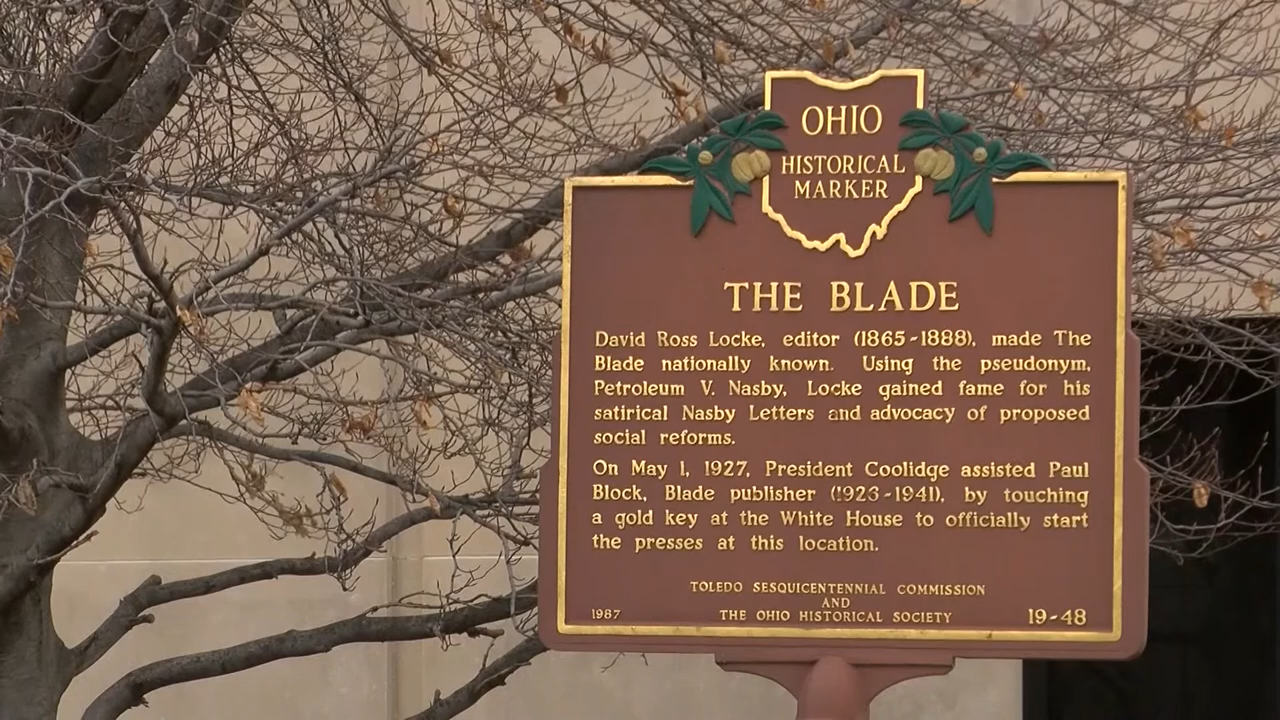 OHIO
HISTORICAL
MARKER
THE BLADE
David Ross Locke, editor (1865-1888), made The
Blade nationally known. Using the pseudonym,
Petroleum V. Nasby, Locke gained fame for his
satirical Nasby Letters and advocacy of proposed
social reforms.
On May 1, 1927, President Coolidge assisted Paul
Block, Blade publisher (1923-1941), by touching
a gold key at the White House to officially start
the presses at this location.
TOLEDO SESQUICENTENNIAL COMMISSION
AND
1987 THE OHIO HISTORICAL SOCIETY 19-48